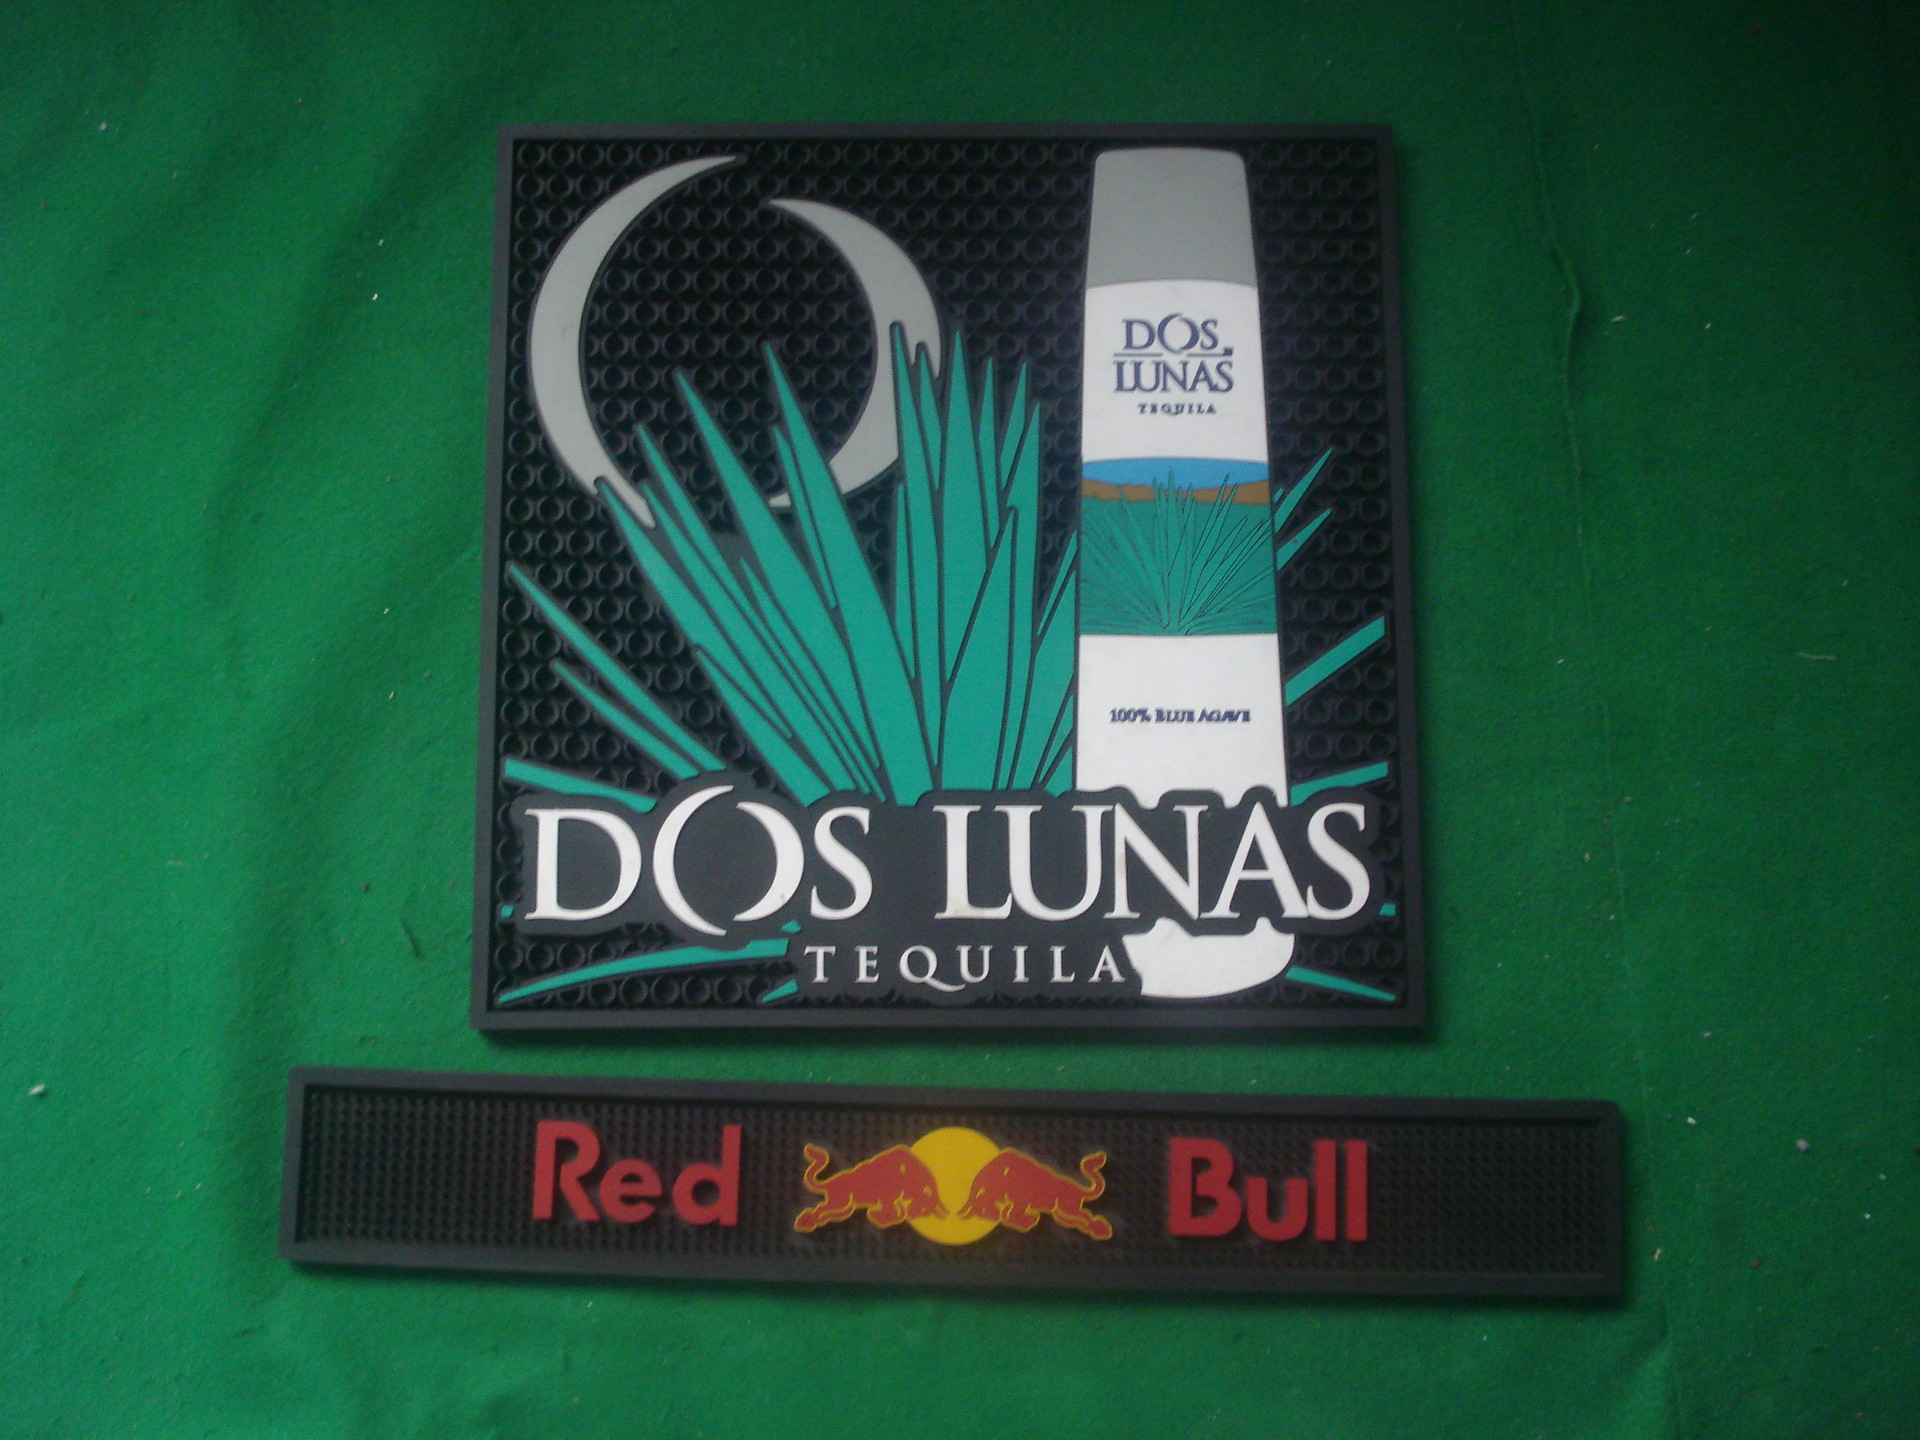 DOS
LUNAS
TEQUILA
100% BLUE AGAVE
DOS LUNAS
TEQUILA
Red Bull